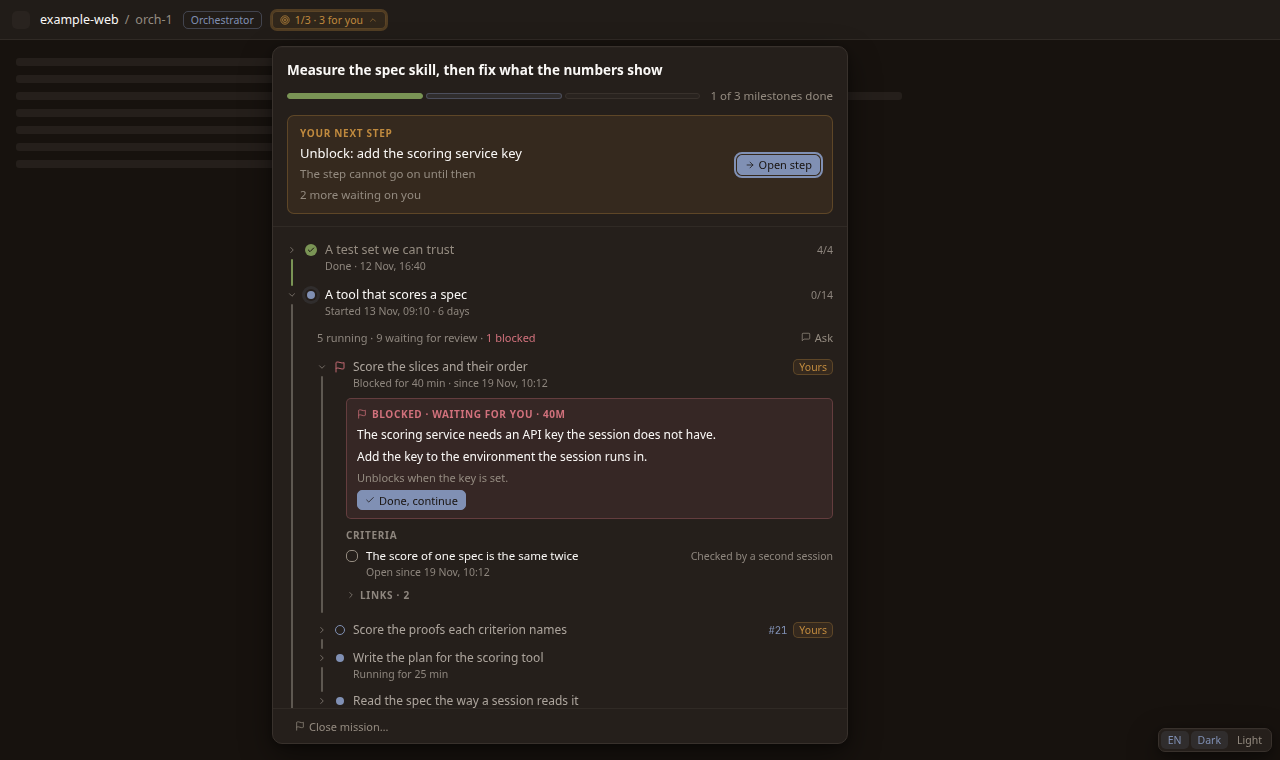 example-web / orch-1 Orchestrator 1/3 · 3 for you
Measure the spec skill, then fix what the numbers show
1 of 3 milestones done
YOUR NEXT STEP
Unblock: add the scoring service key
The step cannot go on until then
2 more waiting on you
Open step
A test set we can trust 4/4
Done · 12 Nov, 16:40
A tool that scores a spec 0/14
Started 13 Nov, 09:10 · 6 days
5 running · 9 waiting for review · 1 blocked Ask
Score the slices and their order Yours
Blocked for 40 min · since 19 Nov, 10:12
BLOCKED · WAITING FOR YOU · 40M
The scoring service needs an API key the session does not have.
Add the key to the environment the session runs in.
Unblocks when the key is set.
Done, continue
CRITERIA
The score of one spec is the same twice Checked by a second session
Open since 19 Nov, 10:12
LINKS · 2
Score the proofs each criterion names #21 Yours
Write the plan for the scoring tool
Running for 25 min
Read the spec the way a session reads it
Close mission...
EN Dark Light